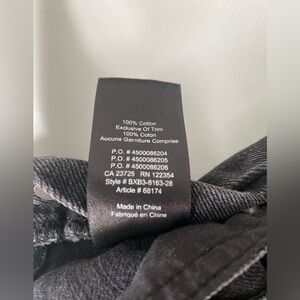 100% Cotton
Exclusive Of Trim
100% Coton
Aucune Garniture Comprise
P.O. # 4500086204
P.O. # 4500086205
P.O. # 4500086206
CA 23725 RN 122354
Style # BXB3-8163-28
Article # 68174
Made in China
Fabriqué en Chine